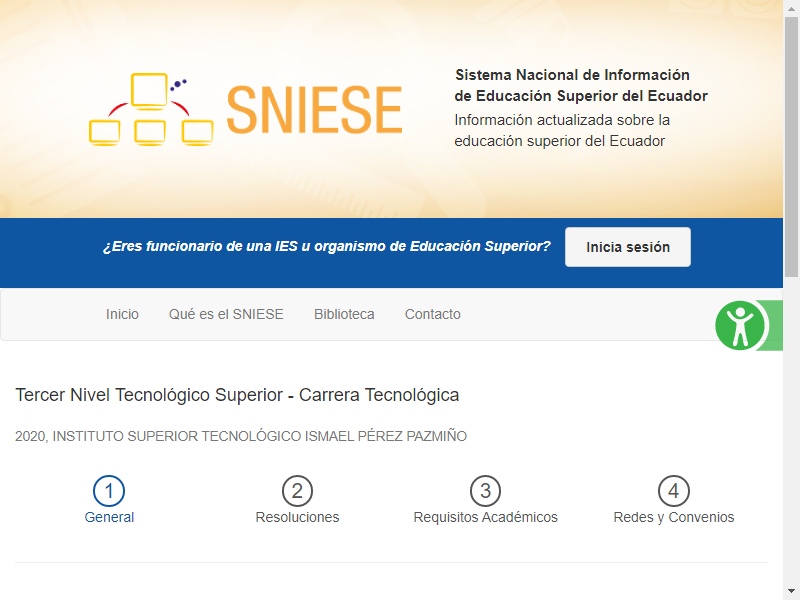 SNIESE
Sistema Nacional de Información
de Educación Superior del Ecuador
Información actualizada sobre la
educación superior del Ecuador
¿Eres funcionario de una IES u organismo de Educación Superior?
Inicia sesión
Inicio
Qué es el SNIESE
Biblioteca
Contacto
Tercer Nivel Tecnológico Superior - Carrera Tecnológica
2020, INSTITUTO SUPERIOR TECNOLÓGICO ISMAEL PÉREZ PAZMIÑO
1
General
2
Resoluciones
3
Requisitos Académicos
4
Redes y Convenios